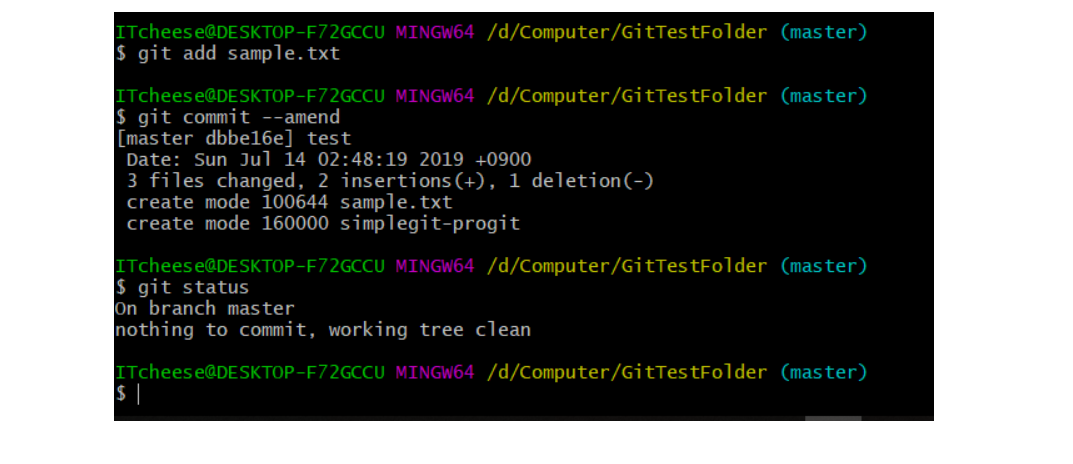 ITcheese@DESKTOP-F72GCCU MINGW64 /d/Computer/GitTestFolder (master)
$ git add sample.txt
ITcheese@DESKTOP-F72GCCU MINGW64 /d/Computer/GitTestFolder (master)
$ git commit --amend
[master dbbe16e] test
 Date: Sun Jul 14 02:48:19 2019 +0900
 3 files changed, 2 insertions(+), 1 deletion(-)
 create mode 100644 sample.txt
 create mode 160000 simplegit-progit
ITcheese@DESKTOP-F72GCCU MINGW64 /d/Computer/GitTestFolder (master)
$ git status
On branch master
nothing to commit, working tree clean
ITcheese@DESKTOP-F72GCCU MINGW64 /d/Computer/GitTestFolder (master)
$